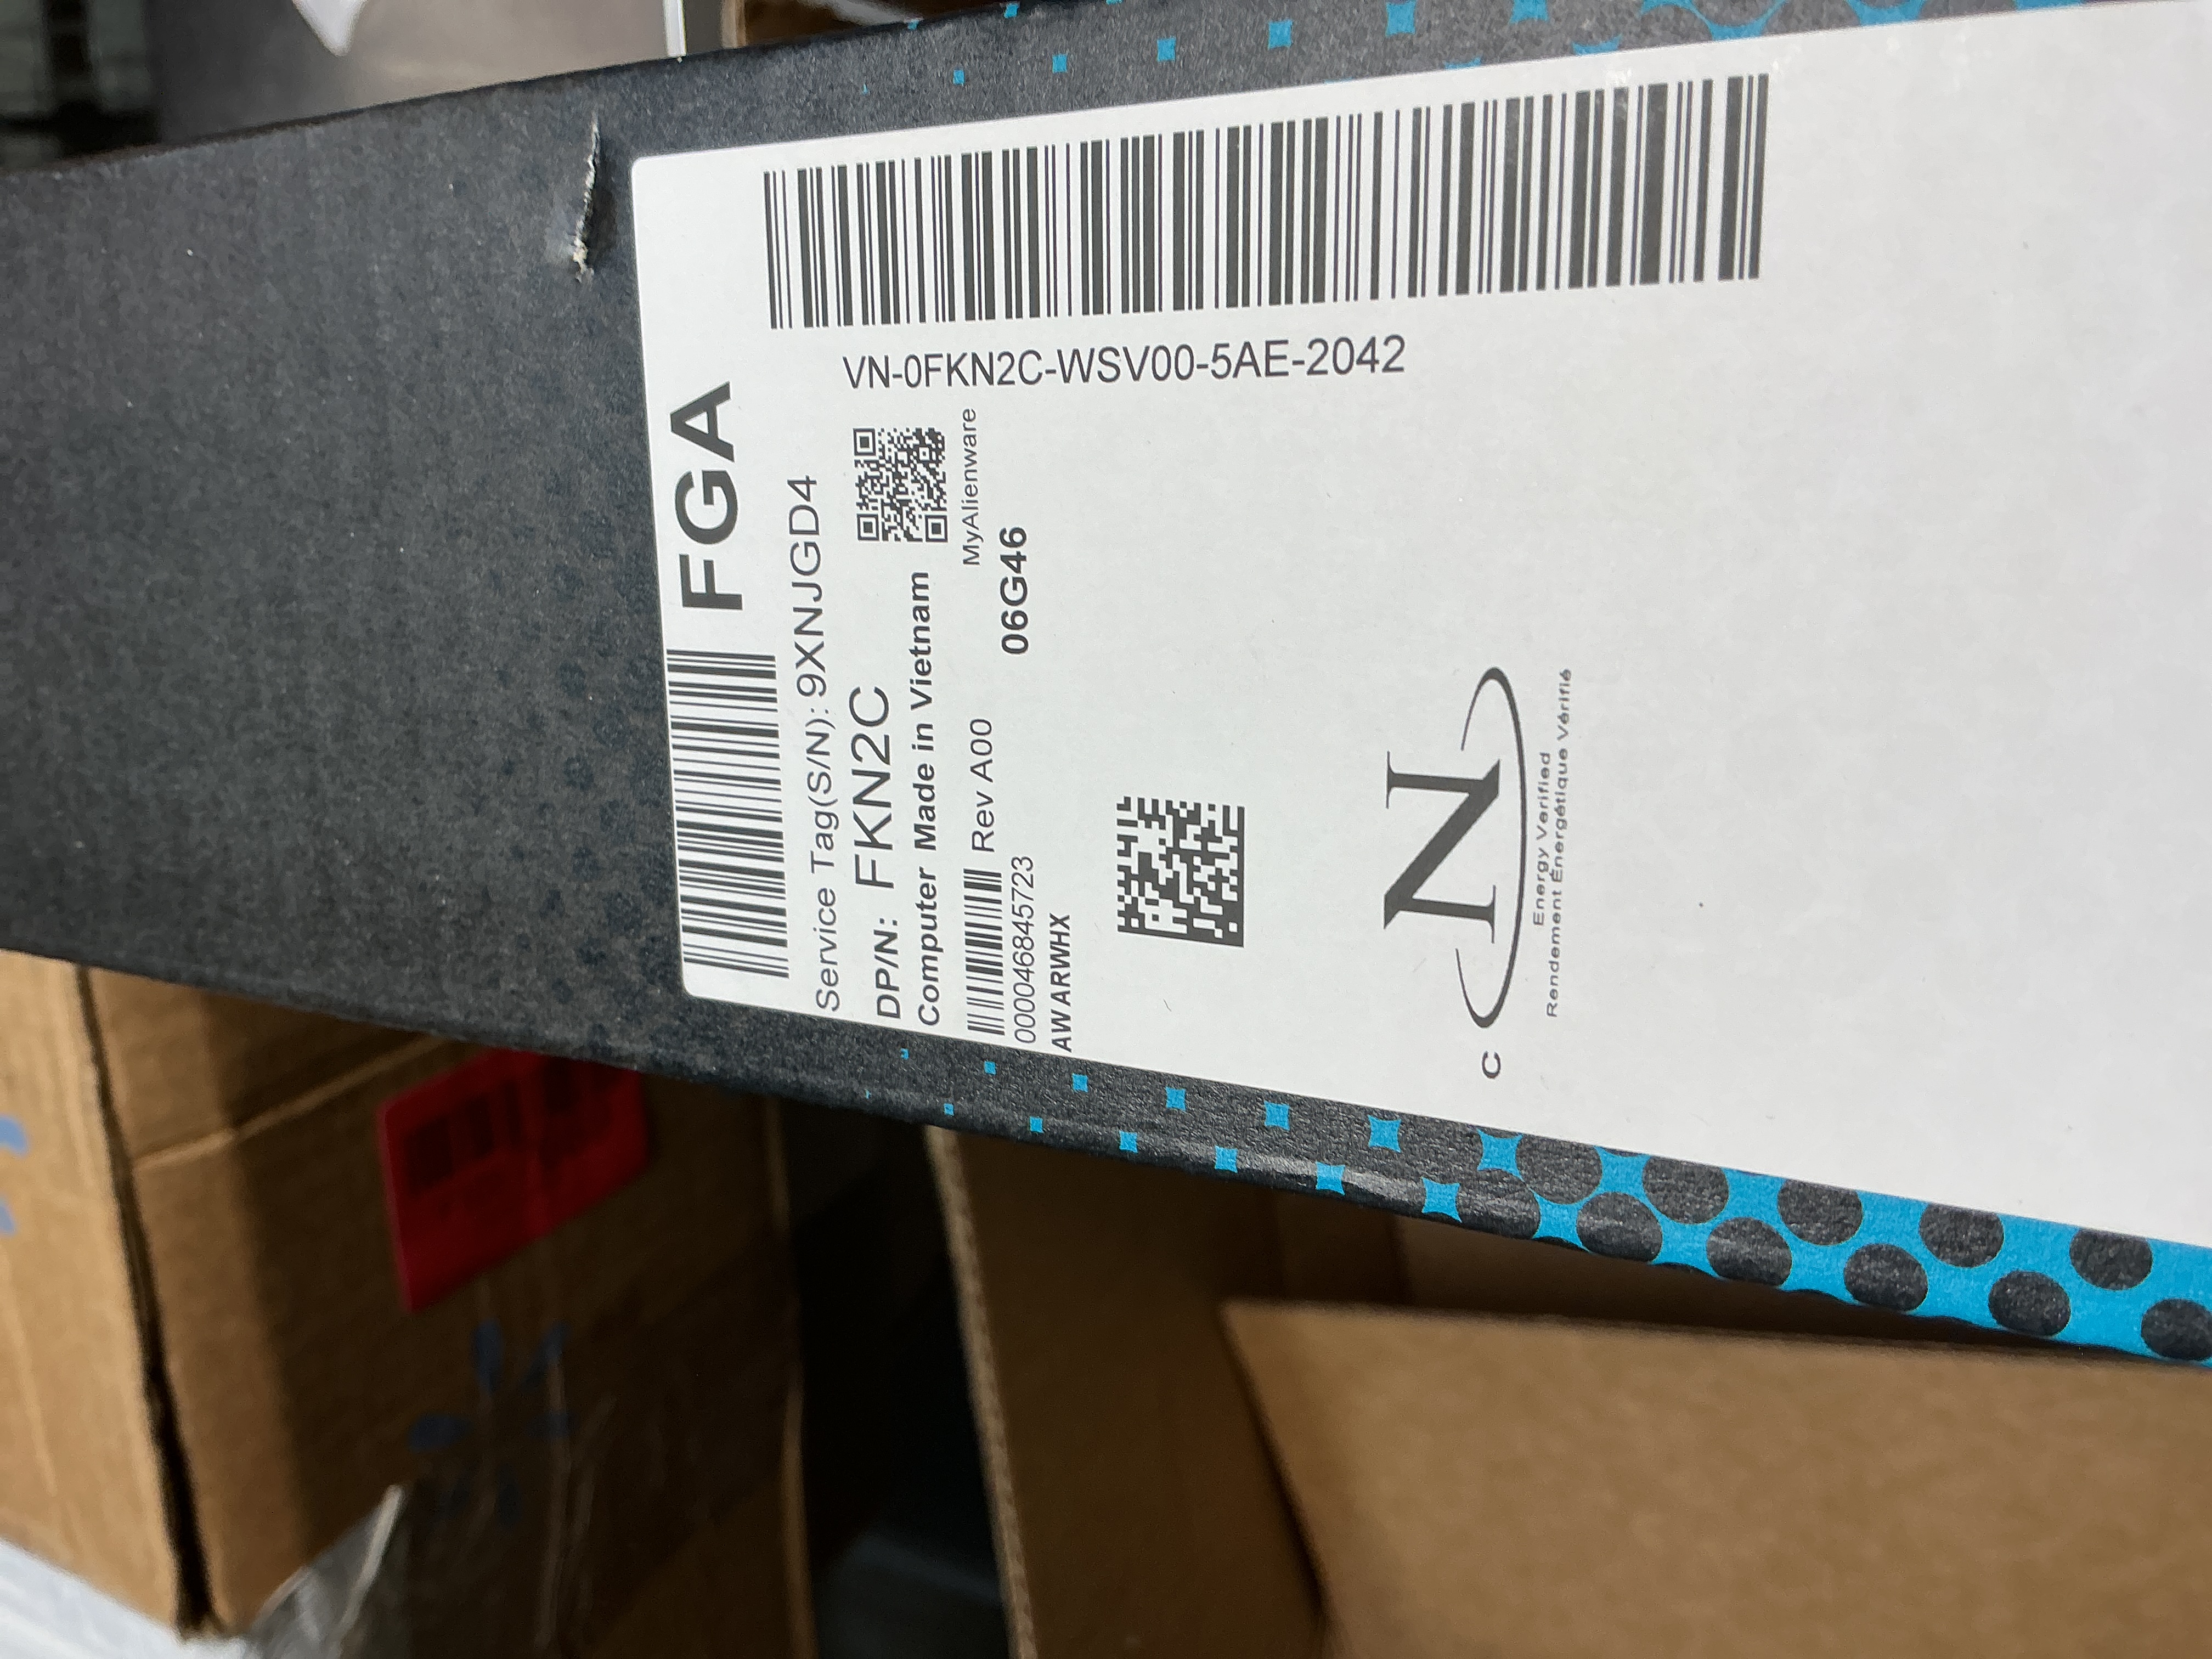 FGA
Service Tag(S/N): 9XNJGD4
DP/N: FKN2C
Computer Made in Vietnam
MyAlienware
Rev A00
0000468845723
06G46
AWARWHX
VN-0FKN2C-WSV00-5AE-2042
C
N
Energy Verified
Rendement Énergétique Vérifié